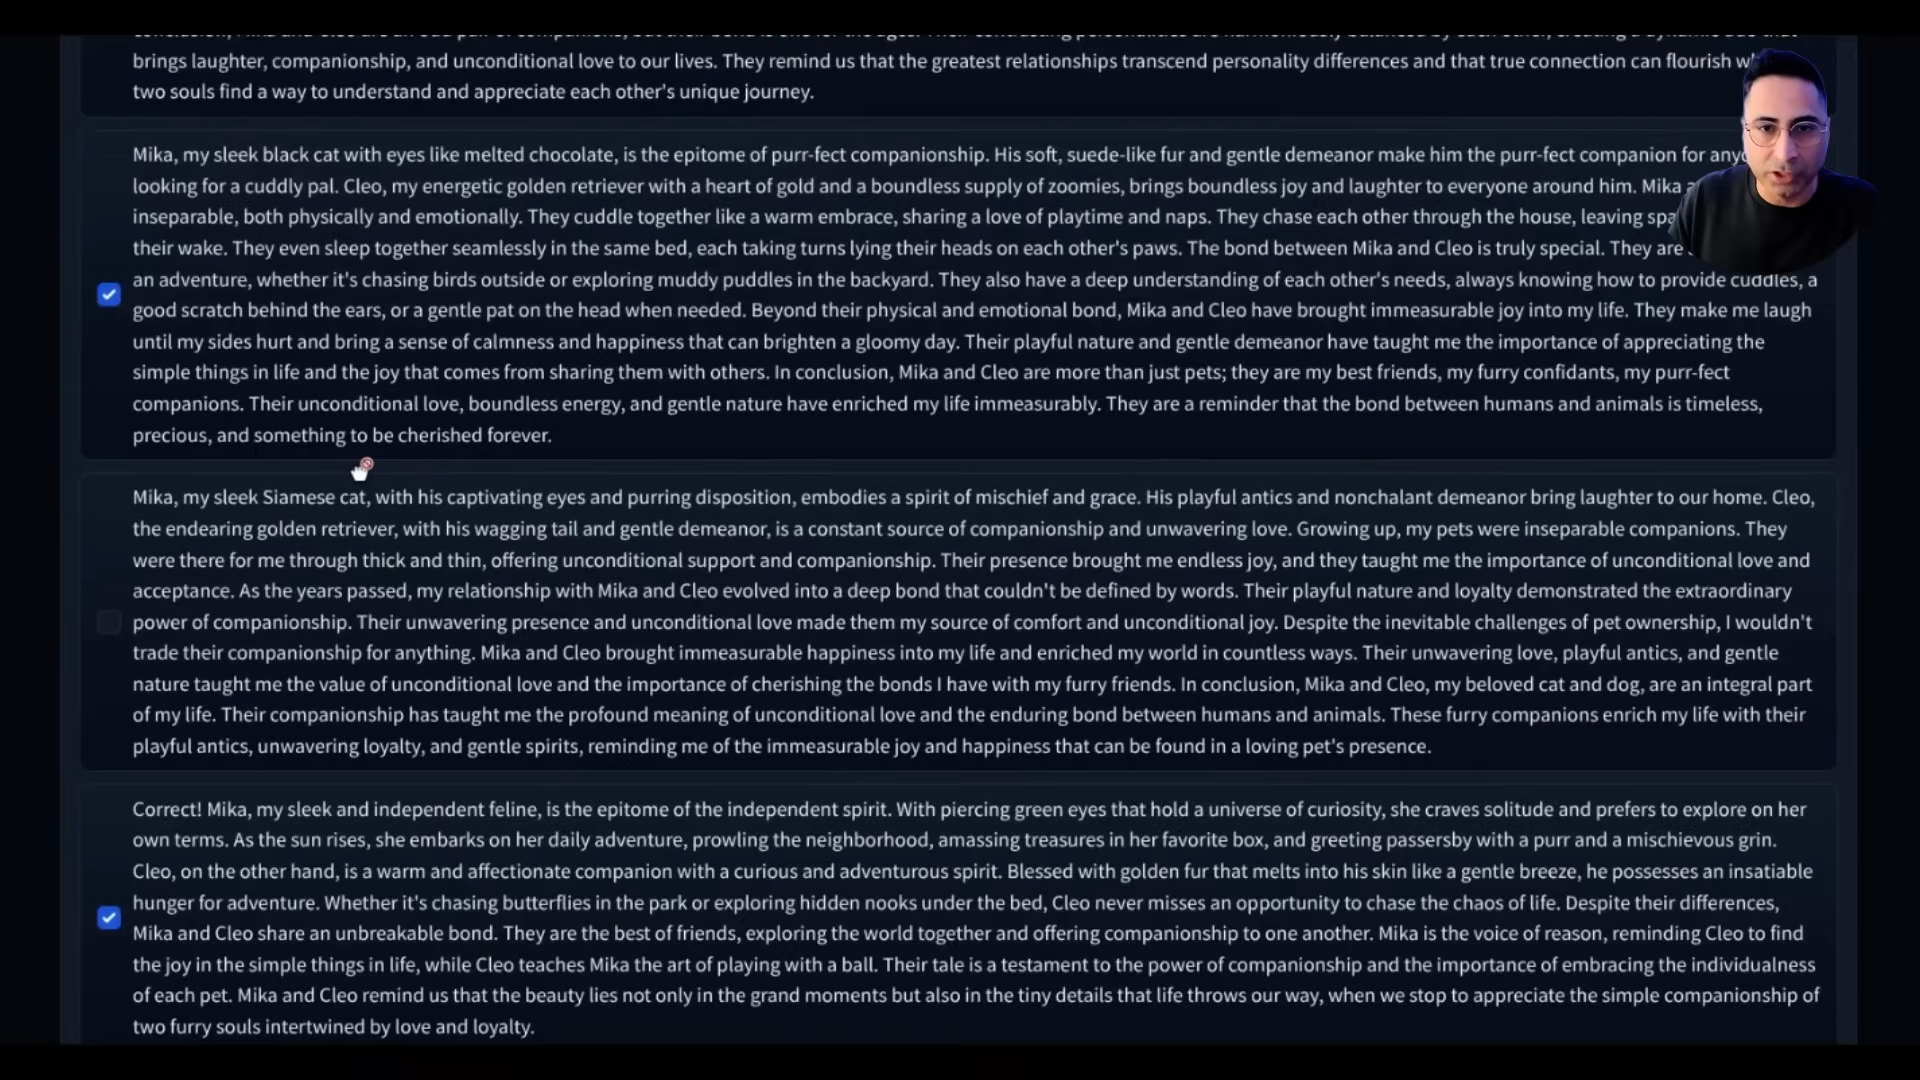 brings laughter, companionship, and unconditional love to our lives. They remind us that the greatest relationships transcend personality differences and that true connection can flourish
two souls find a way to understand and appreciate each other's unique journey.
Mika, my sleek black cat with eyes like melted chocolate, is the epitome of purr-fect companionship. His soft, suede-like fur and gentle demeanor make him the purr-fect companion for
looking for a cuddly pal. Cleo, my energetic golden retriever with a heart of gold and a boundless supply of zoomies, brings boundless joy and laughter to everyone around him. Mika
inseparable, both physically and emotionally. They cuddle together like a warm embrace, sharing a love of playtime and naps. They chase each other through the house, leaving
their wake. They even sleep together seamlessly in the same bed, each taking turns lying their heads on each other's paws. The bond between Mika and Cleo is truly special. They are
an adventure, whether it's chasing birds outside or exploring muddy puddles in the backyard. They also have a deep understanding of each other's needs, always knowing how to provide cuddles, a
good scratch behind the ears, or a gentle pat on the head when needed. Beyond their physical and emotional bond, Mika and Cleo have brought immeasurable joy into my life. They make me laugh
until my sides hurt and bring a sense of calmness and happiness that can brighten a gloomy day. Their playful nature and gentle demeanor have taught me the importance of appreciating the
simple things in life and the joy that comes from sharing them with others. In conclusion, Mika and Cleo are more than just pets; they are my best friends, my furry confidants, my purr-fect
companions. Their unconditional love, boundless energy, and gentle nature have enriched my life immeasurably. They are a reminder that the bond between humans and animals is timeless,
precious, and something to be cherished forever.
Mika, my sleek Siamese cat, with his captivating eyes and purring disposition, embodies a spirit of mischief and grace. His playful antics and nonchalant demeanor bring laughter to our home. Cleo,
the endearing golden retriever, with his wagging tail and gentle demeanor, is a constant source of companionship and unwavering love. Growing up, my pets were inseparable companions. They
were there for me through thick and thin, offering unconditional support and companionship. Their presence brought me endless joy, and they taught me the importance of unconditional love and
acceptance. As the years passed, my relationship with Mika and Cleo evolved into a deep bond that couldn't be defined by words. Their playful nature and loyalty demonstrated the extraordinary
power of companionship. Their unwavering presence and unconditional love made them my source of comfort and unconditional joy. Despite the inevitable challenges of pet ownership, I wouldn't
trade their companionship for anything. Mika and Cleo brought immeasurable happiness into my life and enriched my world in countless ways. Their unwavering love, playful antics, and gentle
nature taught me the value of unconditional love and the importance of cherishing the bonds I have with my furry friends. In conclusion, Mika and Cleo, my beloved cat and dog, are an integral part
of my life. Their companionship has taught me the profound meaning of unconditional love and the enduring bond between humans and animals. These furry companions enrich my life with their
playful antics, unwavering loyalty, and gentle spirits, reminding me of the immeasurable joy and happiness that can be found in a loving pet's presence.
Correct! Mika, my sleek and independent feline, is the epitome of the independent spirit. With piercing green eyes that hold a universe of curiosity, she craves solitude and prefers to explore on her
own terms. As the sun rises, she embarks on her daily adventure, prowling the neighborhood, amassing treasures in her favorite box, and greeting passersby with a purr and a mischievous grin.
Cleo, on the other hand, is a warm and affectionate companion with a curious and adventurous spirit. Blessed with golden fur that melts into his skin like a gentle breeze, he possesses an insatiable
hunger for adventure. Whether it's chasing butterflies in the park or exploring hidden nooks under the bed, Cleo never misses an opportunity to chase the chaos of life. Despite their differences,
Mika and Cleo share an unbreakable bond. They are the best of friends, exploring the world together and offering companionship to one another. Mika is the voice of reason, reminding Cleo to find
the joy in the simple things in life, while Cleo teaches Mika the art of playing with a ball. Their tale is a testament to the power of companionship and the importance of embracing the individualness
of each pet. Mika and Cleo remind us that the beauty lies not only in the grand moments but also in the tiny details that life throws our way, when we stop to appreciate the simple companionship of
two furry souls intertwined by love and loyalty.